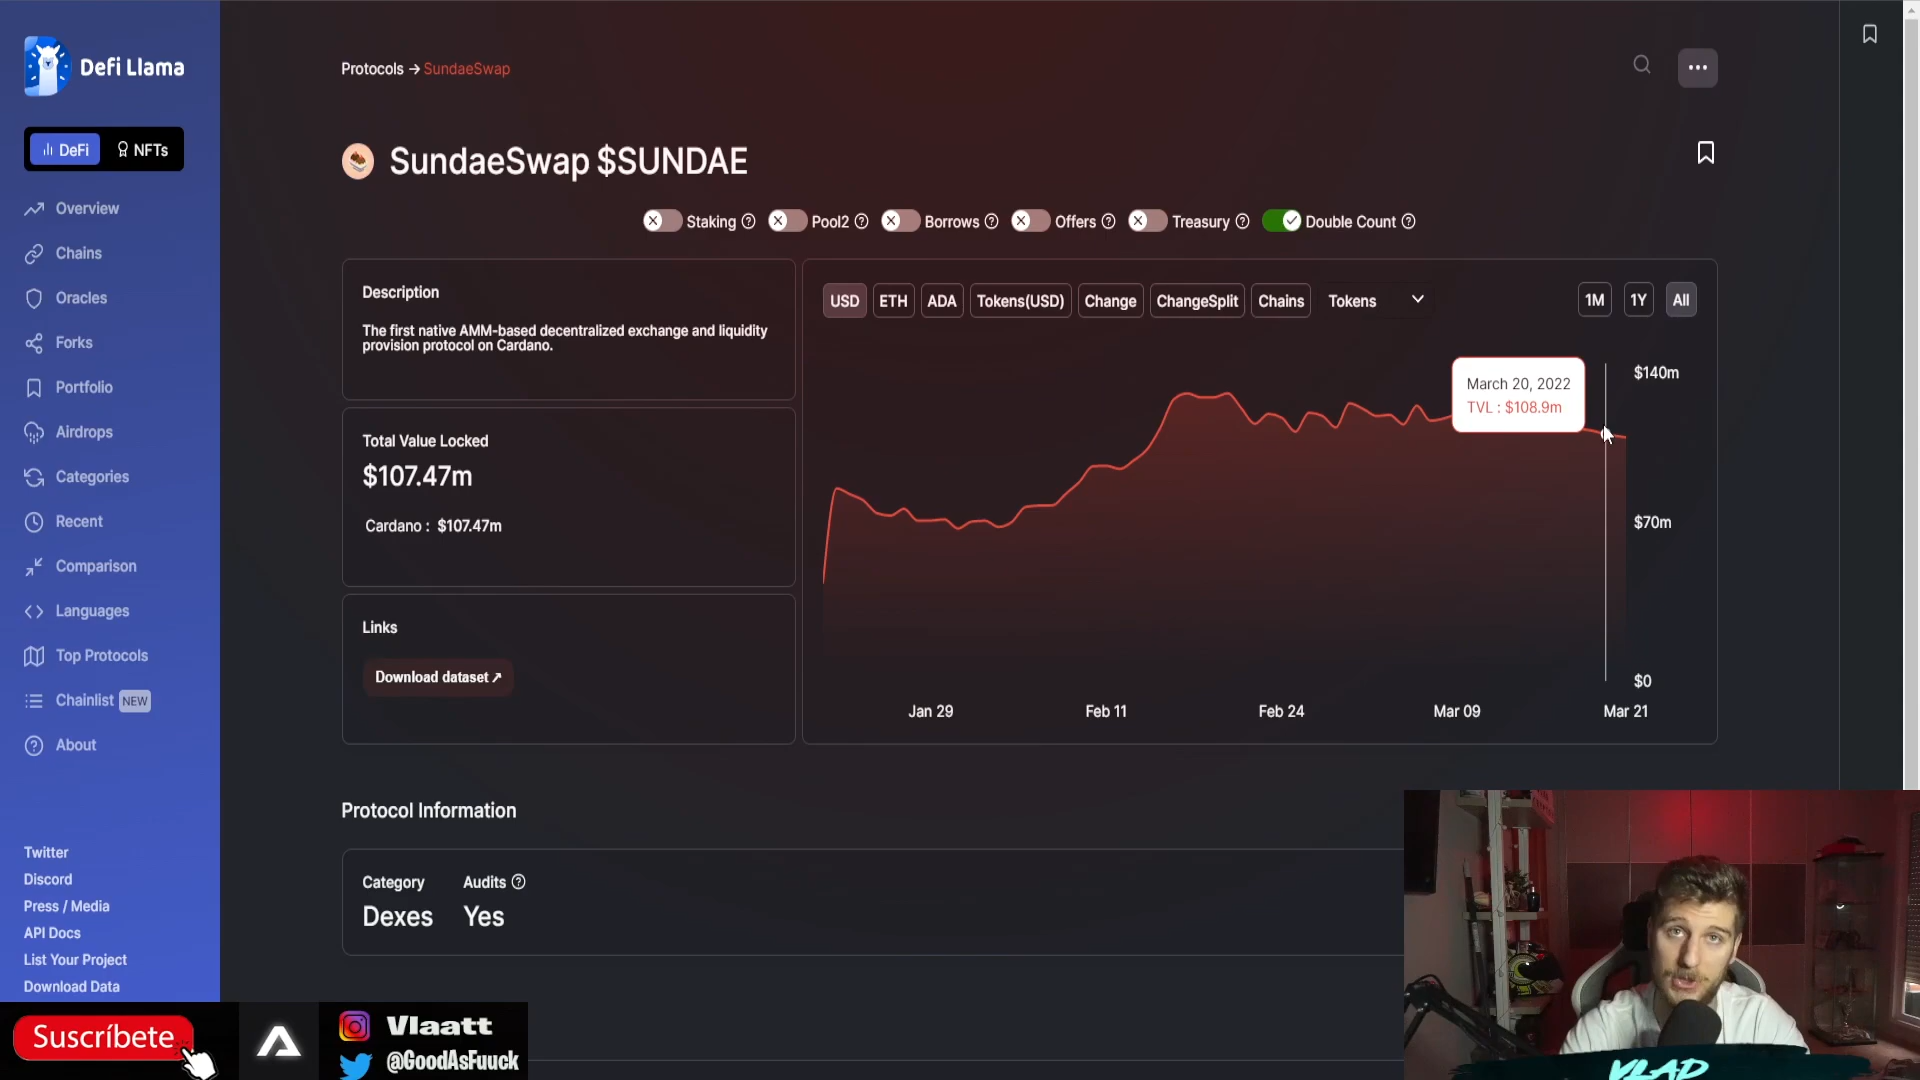 Defi Llama
DeFi
NFTs
Overview
Chains
Oracles
Forks
Portfolio
Airdrops
Categories
Recent
Comparison
Languages
Top Protocols
Chainlist NEW
About
Twitter
Discord
Press / Media
API Docs
List Your Project
Download Data
Protocols → SundaeSwap
SundaeSwap $SUNDAE
Staking
Pool2
Borrows
Offers
Treasury
Double Count
Description
The first native AMM-based decentralized exchange and liquidity
provision protocol on Cardano.
Total Value Locked
$107.47m
Cardano : $107.47m
Links
Download dataset ↗
USD ETH ADA Tokens(USD) Change ChangeSplit Chains Tokens
1M 1Y All
March 20, 2022
TVL : $108.9m
$140m
$70m
$0
Jan 29 Feb 11 Feb 24 Mar 09 Mar 21
Protocol Information
Category
Dexes
Audits
Yes
Suscríbete
Vlaatt
@GoodAsFuuck
VLAD